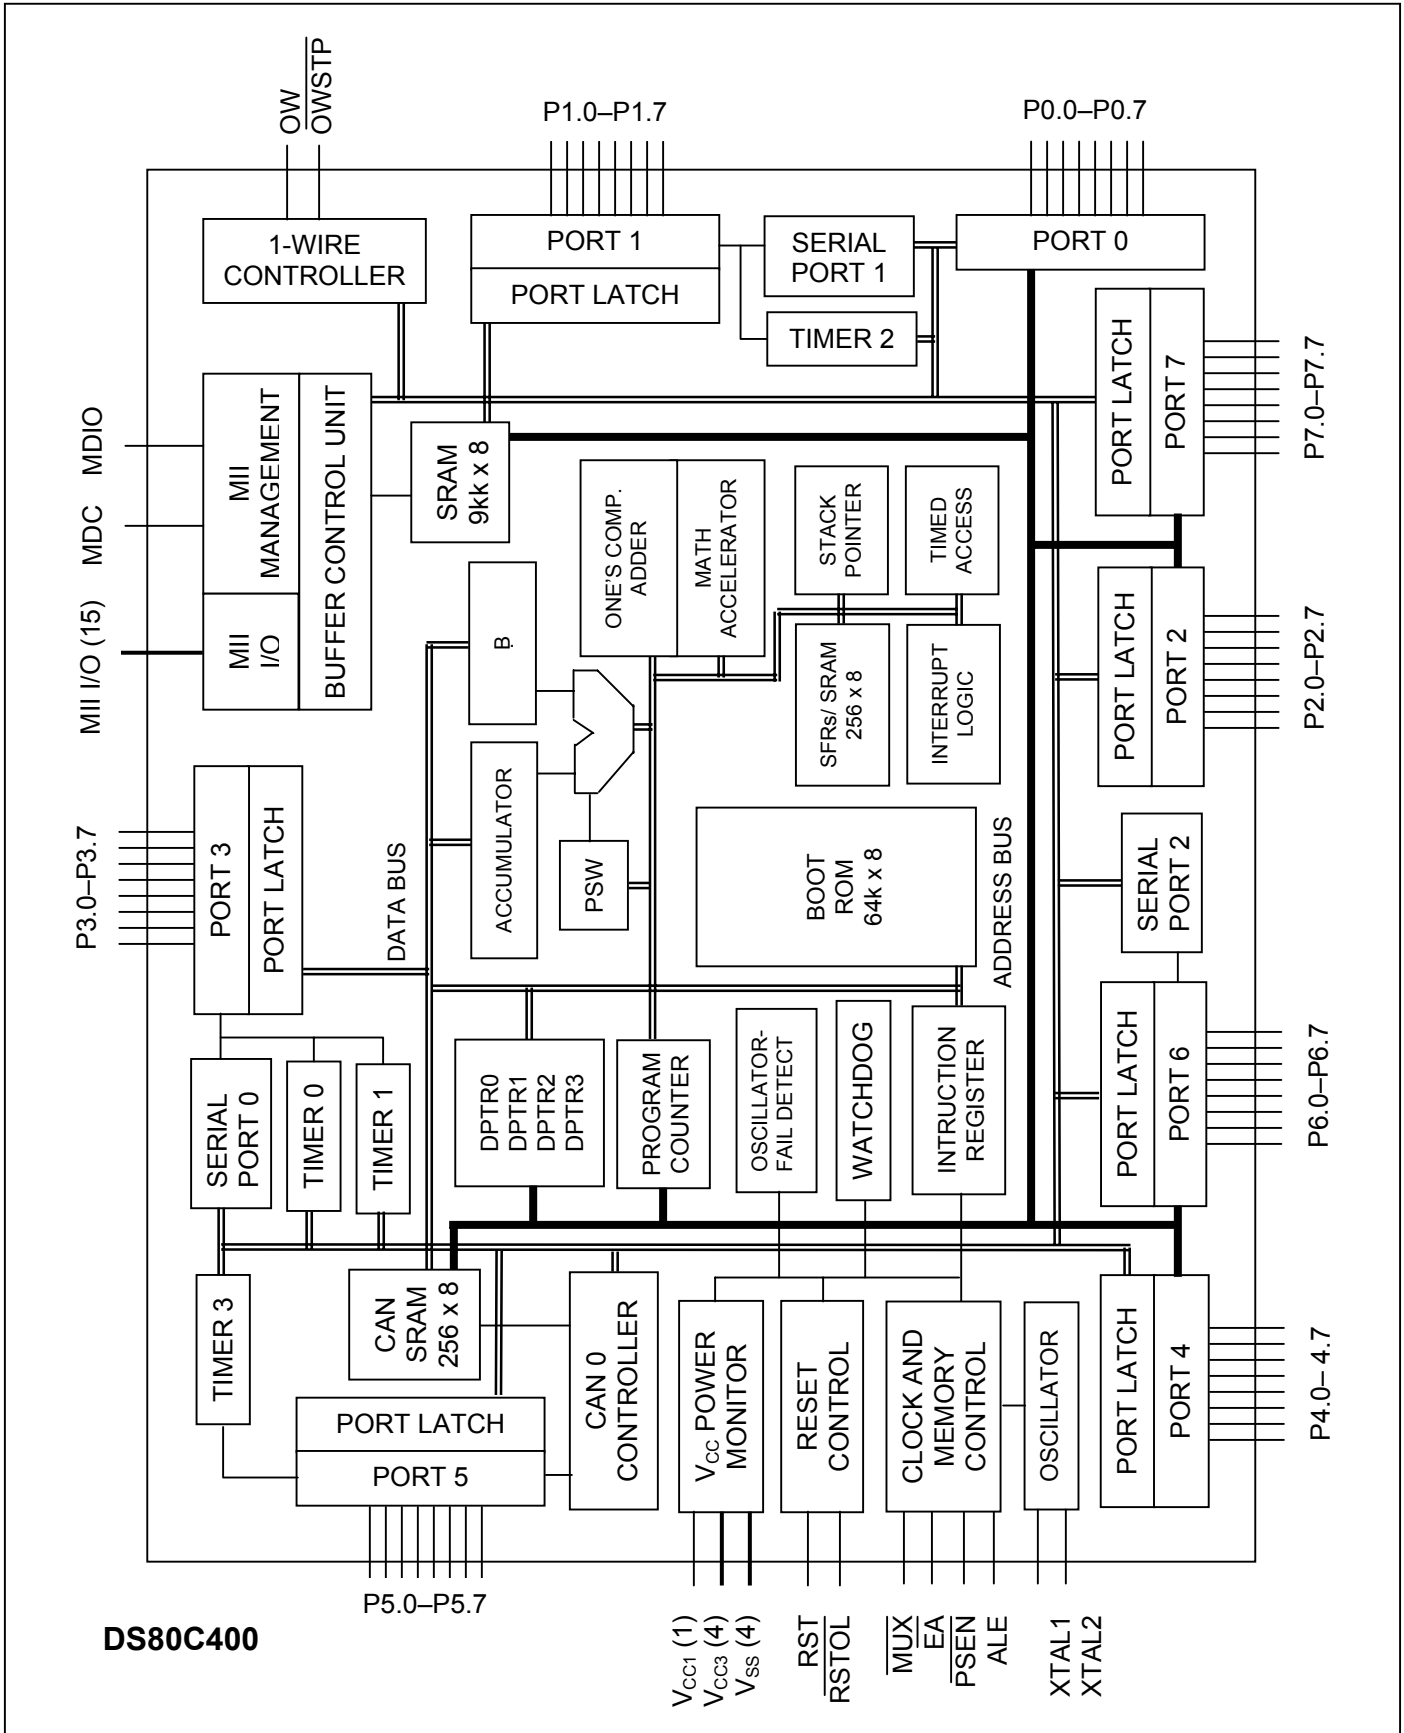 OW
OWSTP
P1.0–P1.7
P0.0–P0.7
1-WIRE
CONTROLLER
PORT 1
PORT LATCH
SERIAL
PORT 1
TIMER 2
PORT 0
MDIO
MDC
MII I/O (15)
MII
MANAGEMENT
MII
I/O
BUFFER CONTROL UNIT
SRAM
9kk x 8
ONE'S COMP.
ADDER
MATH
ACCELERATOR
STACK
POINTER
TIMED
ACCESS
PORT LATCH
PORT 7
P7.0–P7.7
B
SFRs/ SRAM
256 x 8
INTERRUPT
LOGIC
PORT LATCH
PORT 2
P2.0–P2.7
P3.0–P3.7
PORT 3
PORT LATCH
DATA BUS
ACCUMULATOR
PSW
BOOT
ROM
64k x 8
ADDRESS BUS
SERIAL
PORT 2
SERIAL
PORT 0
TIMER 0
TIMER 1
DPTR0
DPTR1
DPTR2
DPTR3
PROGRAM
COUNTER
OSCILLATOR-
FAIL DETECT
WATCHDOG
INTRUCTION
REGISTER
PORT LATCH
PORT 6
P6.0–P6.7
TIMER 3
CAN
SRAM
256 x 8
PORT LATCH
PORT 5
CAN 0
CONTROLLER
VCC POWER
MONITOR
RESET
CONTROL
CLOCK AND
MEMORY
CONTROL
OSCILLATOR
PORT LATCH
PORT 4
P4.0– 4.7
P5.0–P5.7
VCC1 (1)
VCC3 (4)
VSS (4)
RST
RSTOL
MUX
EA
PSEN
ALE
XTAL1
XTAL2
DS80C400